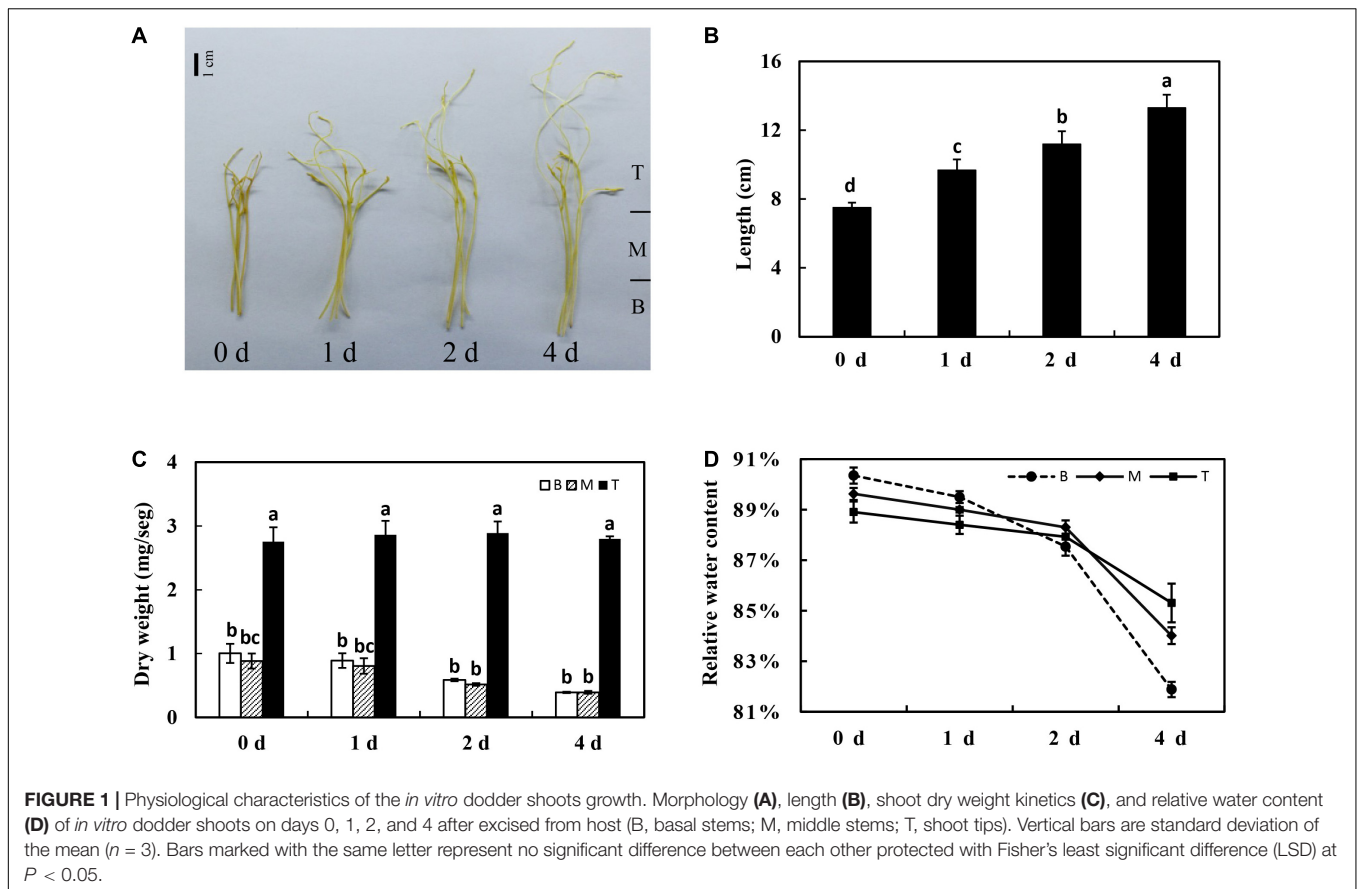 A
1 cm
T
M
B
0 d 1 d 2 d 4 d
B
16
12
8
4
0
Length (cm)
d
c
b
a
0 d 1 d 2 d 4 d
C
4
3
2
1
0
Dry weight (mg/seg)
B M T
b bc a
b bc a
b b a
b b a
0 d 1 d 2 d 4 d
D
91%
89%
87%
85%
83%
81%
Relative water content
B M T
0 d 1 d 2 d 4 d
FIGURE 1 | Physiological characteristics of the in vitro dodder shoots growth. Morphology (A), length (B), shoot dry weight kinetics (C), and relative water content
(D) of in vitro dodder shoots on days 0, 1, 2, and 4 after excised from host (B, basal stems; M, middle stems; T, shoot tips). Vertical bars are standard deviation of
the mean (n = 3). Bars marked with the same letter represent no significant difference between each other protected with Fisher's least significant difference (LSD) at
P < 0.05.